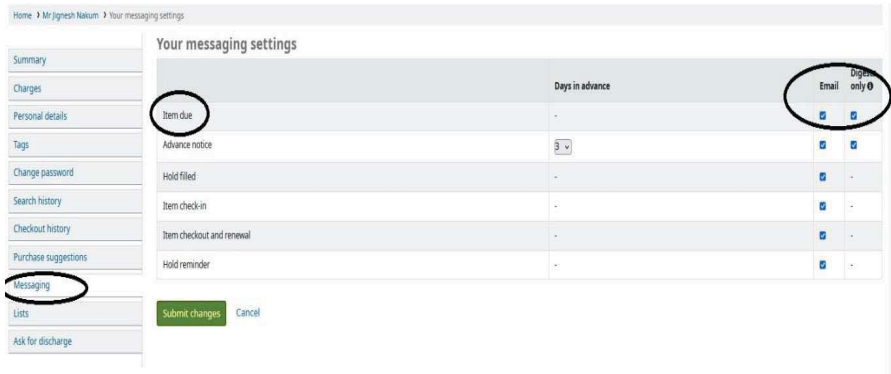 Home > Mr Jignesh Nakum > Your messaging settings
Summary
Charges
Personal details
Tags
Change password
Search history
Checkout history
Purchase suggestions
Messaging
Lists
Ask for discharge
Your messaging settings
Days in advance Email Digests only
Item due - 
Advance notice 3
Hold filled - -
Item check-in - -
Item checkout and renewal - -
Hold reminder - -
Submit changes Cancel